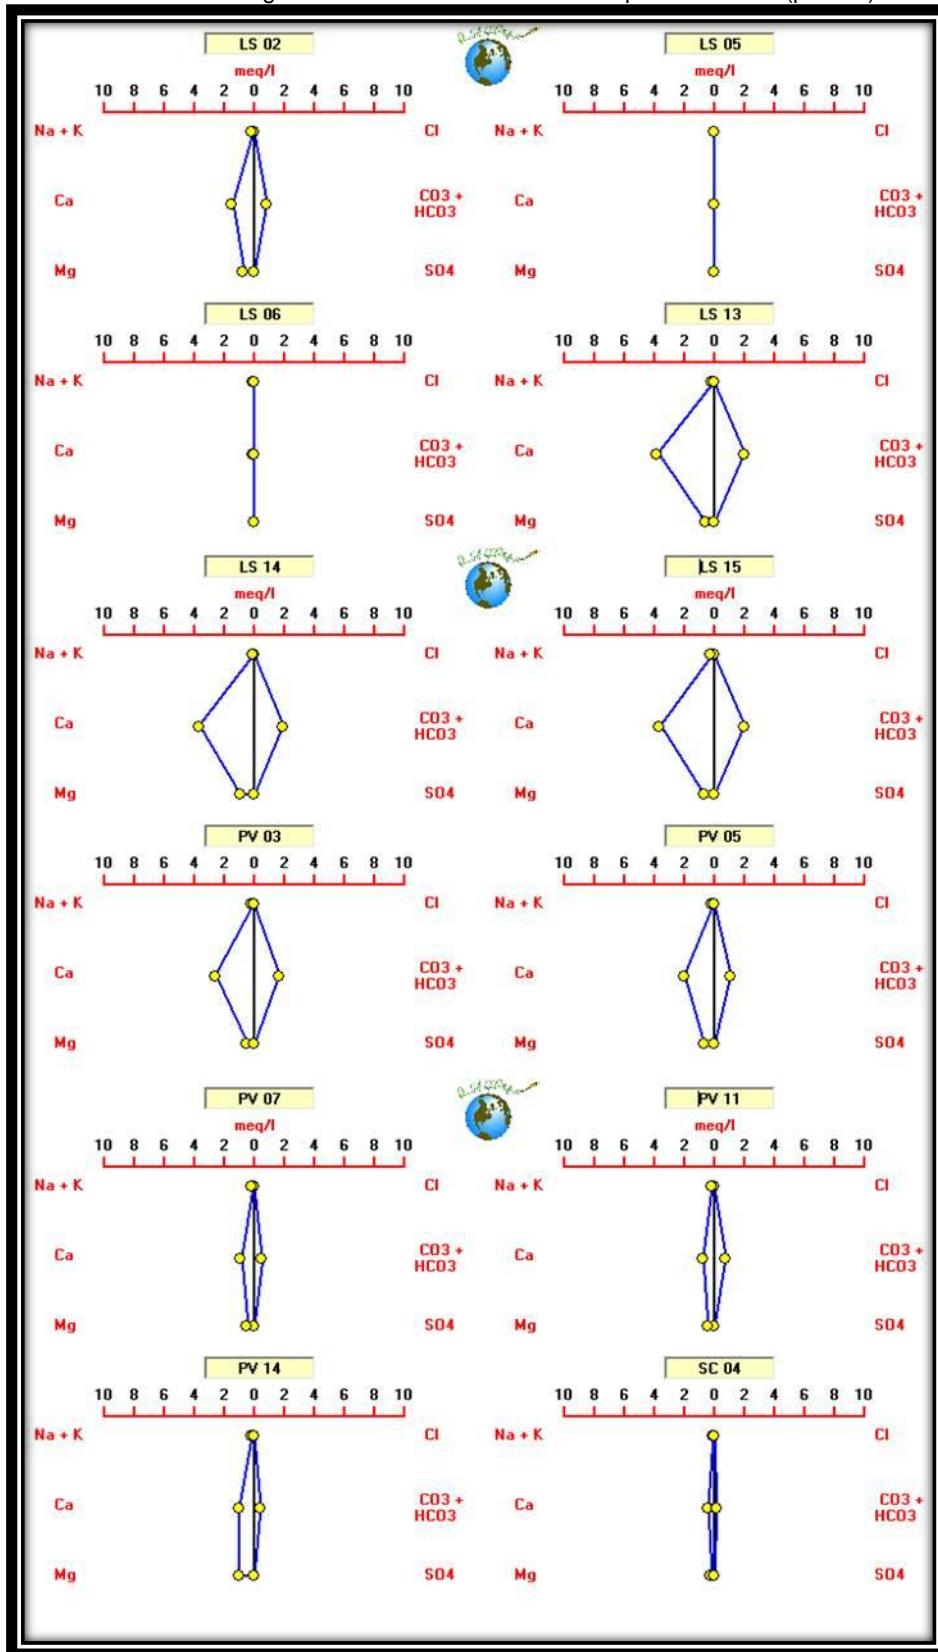 LS 02 LS 05
meq/l meq/l
10 8 6 4 2 0 2 4 6 8 10 10 8 6 4 2 0 2 4 6 8 10
Na + K Cl Na + K Cl
Ca CO3 + HCO3 Ca CO3 + HCO3
Mg SO4 Mg SO4
LS 06 LS 13
10 8 6 4 2 0 2 4 6 8 10 10 8 6 4 2 0 2 4 6 8 10
Na + K Cl Na + K Cl
Ca CO3 + HCO3 Ca CO3 + HCO3
Mg SO4 Mg SO4
LS 14 LS 15
meq/l meq/l
10 8 6 4 2 0 2 4 6 8 10 10 8 6 4 2 0 2 4 6 8 10
Na + K Cl Na + K Cl
Ca CO3 + HCO3 Ca CO3 + HCO3
Mg SO4 Mg SO4
PV 03 PV 05
10 8 6 4 2 0 2 4 6 8 10 10 8 6 4 2 0 2 4 6 8 10
Na + K Cl Na + K Cl
Ca CO3 + HCO3 Ca CO3 + HCO3
Mg SO4 Mg SO4
PV 07 PV 11
meq/l meq/l
10 8 6 4 2 0 2 4 6 8 10 10 8 6 4 2 0 2 4 6 8 10
Na + K Cl Na + K Cl
Ca CO3 + HCO3 Ca CO3 + HCO3
Mg SO4 Mg SO4
PV 14 SC 04
10 8 6 4 2 0 2 4 6 8 10 10 8 6 4 2 0 2 4 6 8 10
Na + K Cl Na + K Cl
Ca CO3 + HCO3 Ca CO3 + HCO3
Mg SO4 Mg SO4